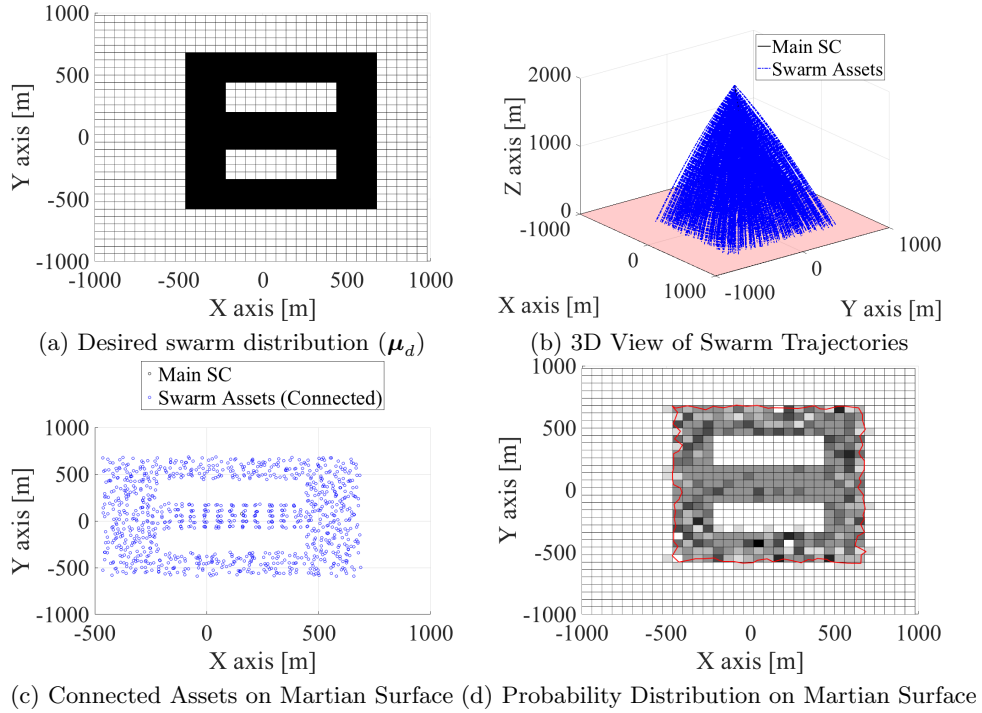 1000
500
0
-500
-1000
Y axis [m]
-1000
-500
0
500
1000
X axis [m]
(a) Desired swarm distribution (𝝁d)
Main SC
Swarm Assets
2000
1000
1000
0
Z axis [m]
-1000
0
1000
X axis [m]
-1000
0
1000
Y axis [m]
(b) 3D View of Swarm Trajectories
Main SC
Swarm Assets (Connected)
1000
500
0
-500
-1000
Y axis [m]
-500
0
500
1000
X axis [m]
(c) Connected Assets on Martian Surface
1000
500
0
-500
-1000
Y axis [m]
-1000
-500
0
500
1000
X axis [m]
(d) Probability Distribution on Martian Surface